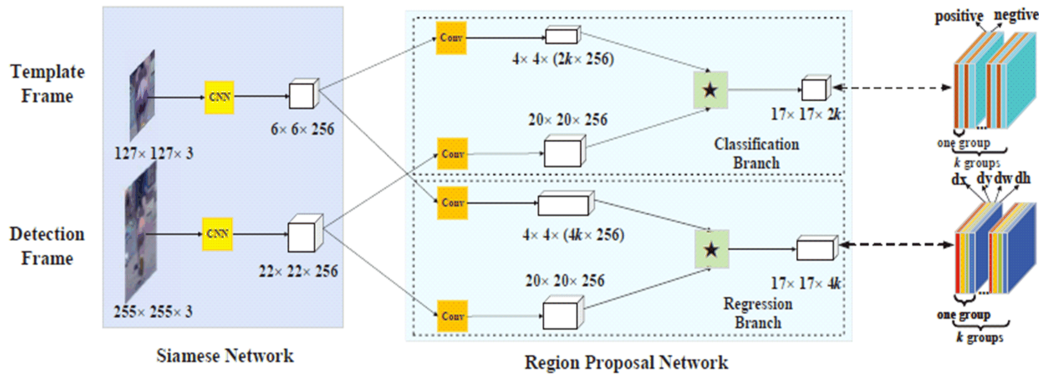 Template
Frame
127× 127× 3
CNN
6× 6× 256
Detection
Frame
255× 255× 3
CNN
22× 22× 256
Siamese Network
Conv
4× 4× (2k× 256)
20× 20× 256
Conv
17× 17× 2k
Classification
Branch
Conv
4× 4× (4k× 256)
20× 20× 256
Conv
17× 17× 4k
Regression
Branch
Region Proposal Network
positive
negtive
one group
k groups
dx
dy
dw
dh
one group
k groups